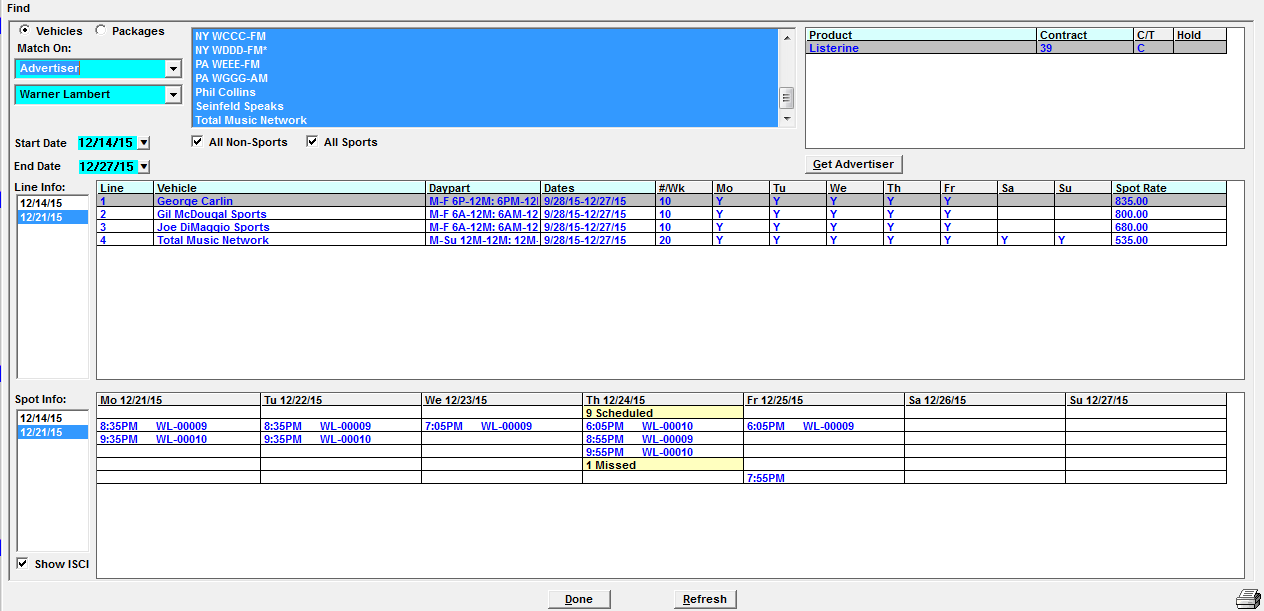 Find
Vehicles Packages
Match On:
Advertiser
Warner Lambert
Start Date 12/14/15
End Date 12/27/15
NY WCCC-FM
NY WDDD-FM*
PA WEEE-FM
PA WGGG-AM
Phil Collins
Seinfeld Speaks
Total Music Network
All Non-Sports All Sports
Product Contract C/T Hold
Listerine 39 C
Get Advertiser
Line Info:
12/14/15
12/21/15
Line Vehicle Daypart Dates #/Wk Mo Tu We Th Fr Sa Su Spot Rate
1 George Carlin M-F 6P-12M: 6PM-12 9/28/15-12/27/15 10 Y Y Y Y Y 835.00
2 Gil McDougal Sports M-F 6A-12M: 6AM-12 9/28/15-12/27/15 10 Y Y Y Y Y 800.00
3 Joe DiMaggio Sports M-F 6A-12M: 6AM-12 9/28/15-12/27/15 10 Y Y Y Y Y 680.00
4 Total Music Network M-Su 12M-12M: 12M- 9/28/15-12/27/15 20 Y Y Y Y Y Y Y 535.00
Spot Info:
12/14/15
12/21/15
Show ISCI
Mo 12/21/15 Tu 12/22/15 We 12/23/15 Th 12/24/15 Fr 12/25/15 Sa 12/26/15 Su 12/27/15
9 Scheduled
8:35PM WL-00009 8:35PM WL-00009 7:05PM WL-00009 6:05PM WL-00010 6:05PM WL-00009
9:35PM WL-00010 9:35PM WL-00010 8:55PM WL-00009
9:55PM WL-00010
1 Missed
7:55PM
Done Refresh